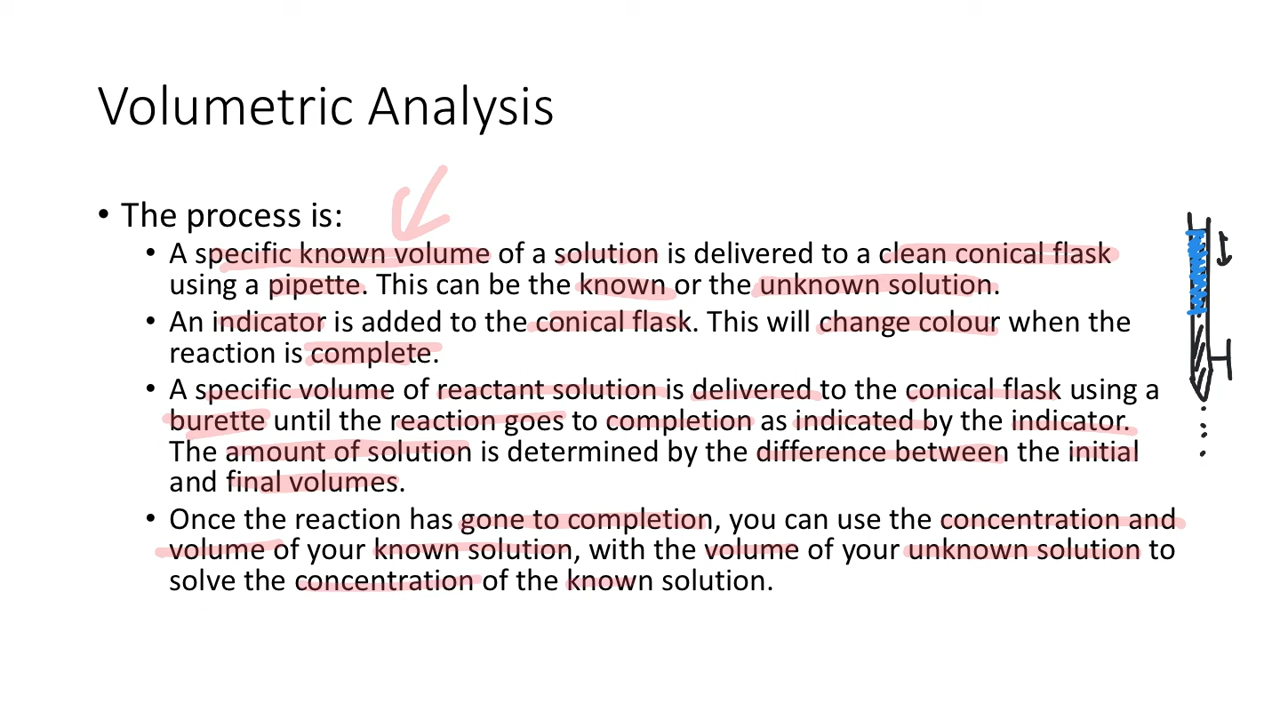 Volumetric Analysis
• The process is:
• A specific known volume of a solution is delivered to a clean conical flask
using a pipette. This can be the known or the unknown solution.
• An indicator is added to the conical flask. This will change colour when the
reaction is complete.
• A specific volume of reactant solution is delivered to the conical flask using a
burette until the reaction goes to completion as indicated by the indicator.
The amount of solution is determined by the difference between the initial
and final volumes.
• Once the reaction has gone to completion, you can use the concentration and
volume of your known solution, with the volume of your unknown solution to
solve the concentration of the known solution.